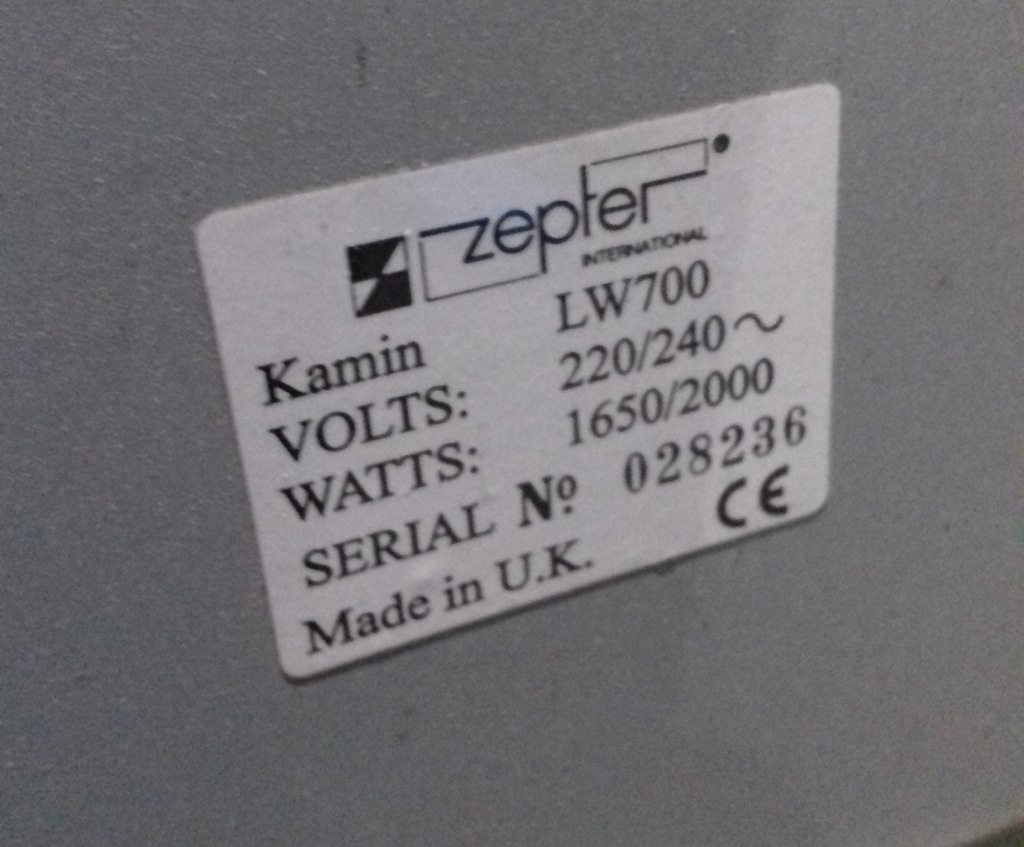 zepter
INTERNATIONAL
Kamin LW700
VOLTS: 220/240~
WATTS: 1650/2000
SERIAL Nº 028236
Made in U.K. CE